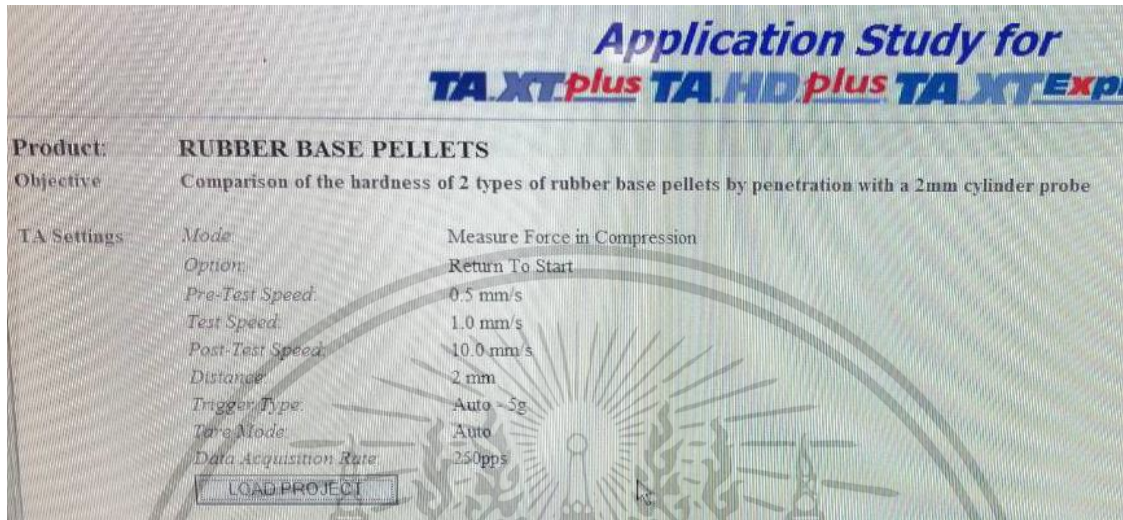 Application Study for
TA.XTplus TA.HDplus TA.XTExp
Product: RUBBER BASE PELLETS
Objective Comparison of the hardness of 2 types of rubber base pellets by penetration with a 2mm cylinder probe
TA Settings Mode: Measure Force in Compression
Option: Return To Start
Pre-Test Speed: 0.5 mm/s
Test Speed: 1.0 mm/s
Post-Test Speed: 10.0 mm/s
Distance: 2 mm
Trigger Type: Auto - 5g
Tare Mode: Auto
Data Acquisition Rate: 250pps
LOAD PROJECT